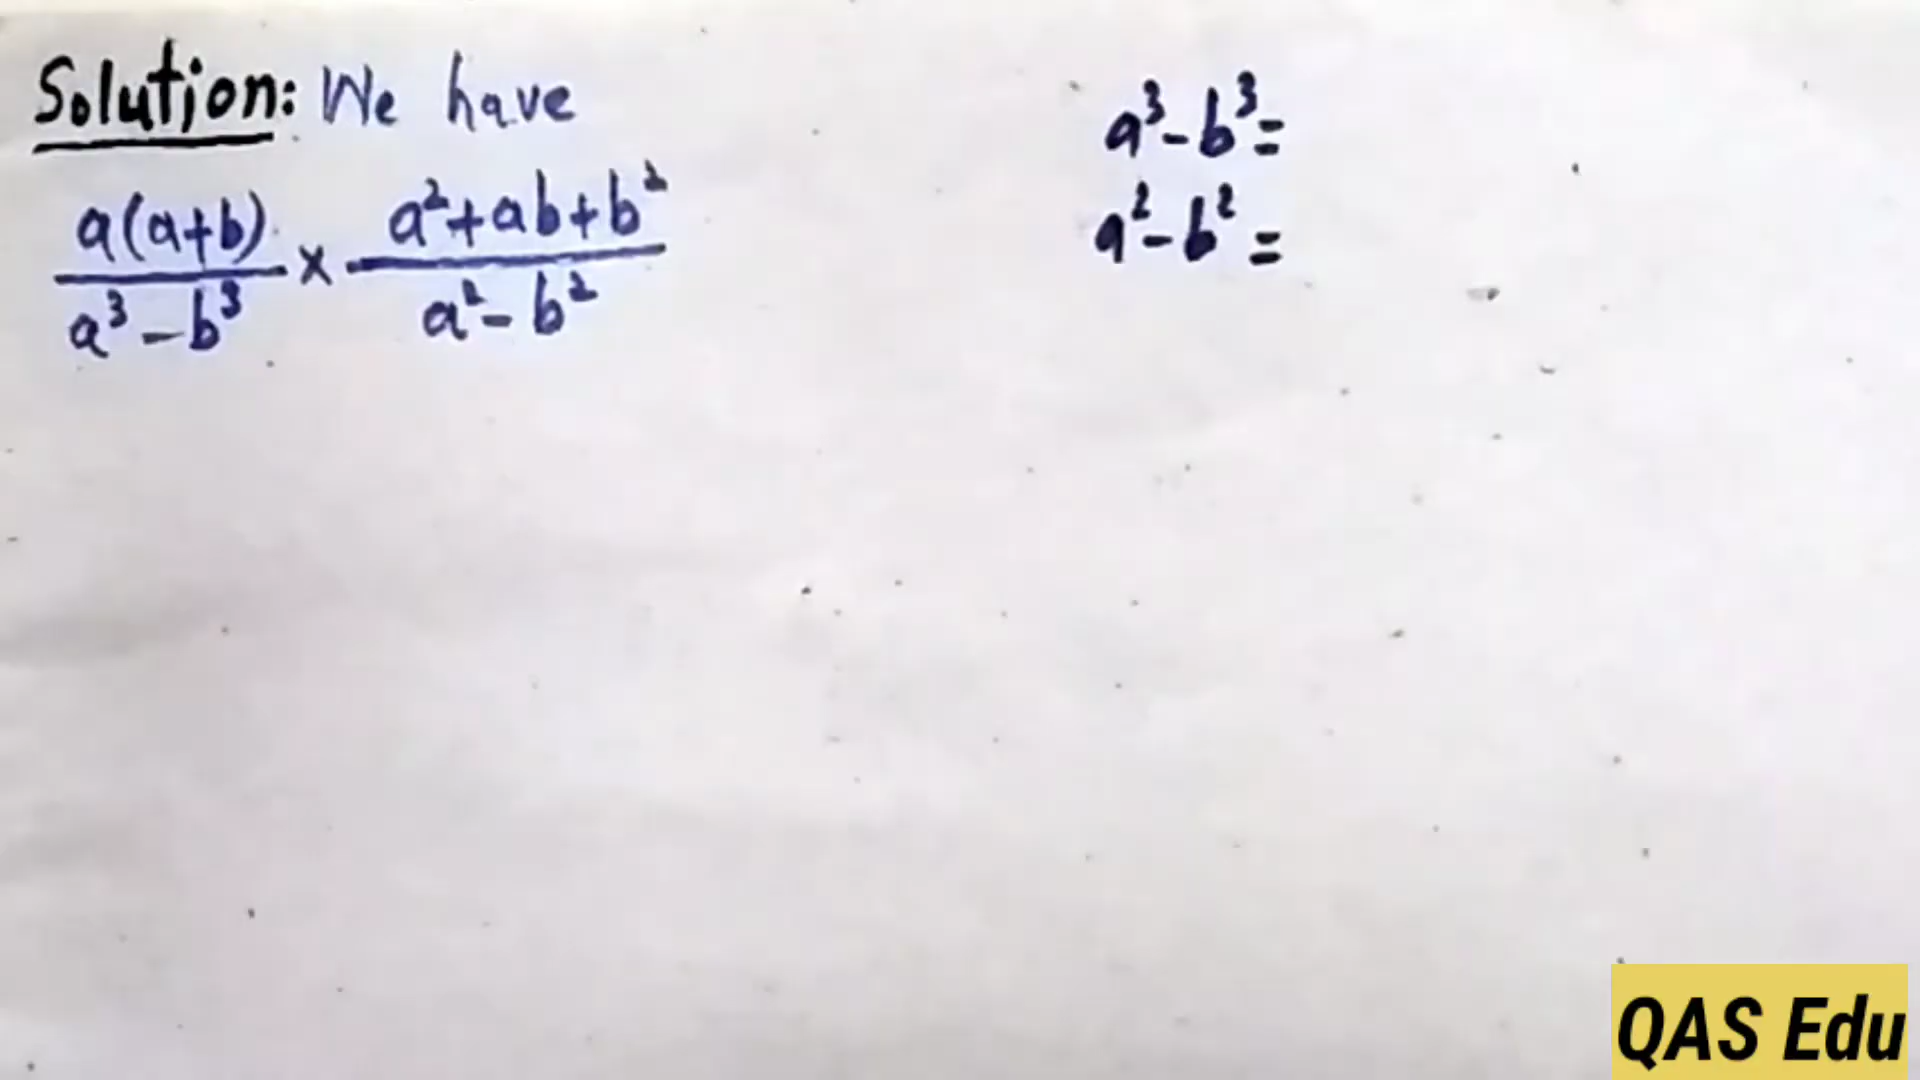 Solution: We have
a(a+b)/a³-b³ × a²+ab+b²/a²-b²
a³-b³=
a²-b²=
QAS Edu